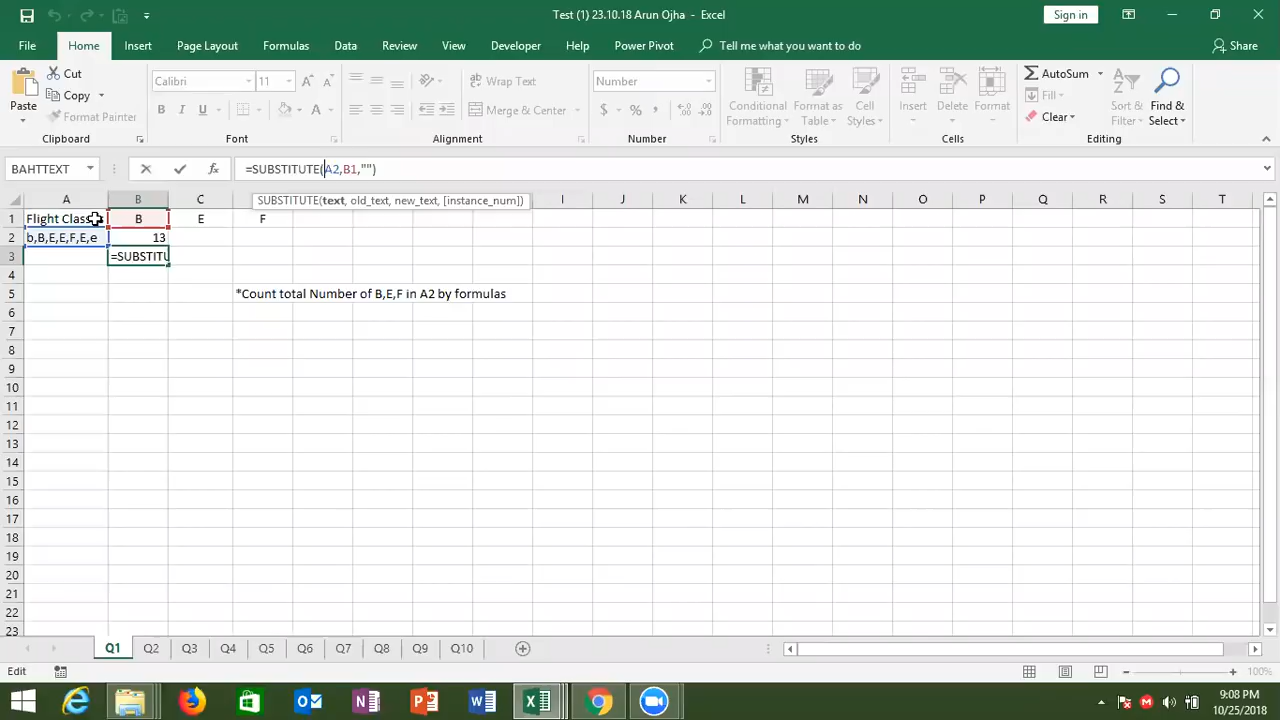 Test (1) 23.10.18 Arun Ojha - Excel
Sign in
File Home Insert Page Layout Formulas Data Review View Developer Help Power Pivot Tell me what you want to do Share
Paste
Cut
Copy
Format Painter
Clipboard
Calibri 11
B I U
Font
Wrap Text
Merge & Center
Alignment
Number
$ % ,
Number
Conditional Formatting
Format as Table
Cell Styles
Styles
Insert
Delete
Format
Cells
AutoSum
Fill
Clear
Sort & Filter
Find & Select
Editing
BAHTTEXT
fx
=SUBSTITUTE(A2,B1,"")
SUBSTITUTE(text, old_text, new_text, [instance_num])
A B C F I J K L M N O P Q R S T
1 Flight Class B E F
2 b,B,E,E,F,E,e 13
3 =SUBSTITU
4
5 *Count total Number of B,E,F in A2 by formulas
6
7
8
9
10
11
12
13
14
15
16
17
18
19
20
21
22
23
Q1 Q2 Q3 Q4 Q5 Q6 Q7 Q8 Q9 Q10
Edit
100%
9:08 PM
10/25/2018